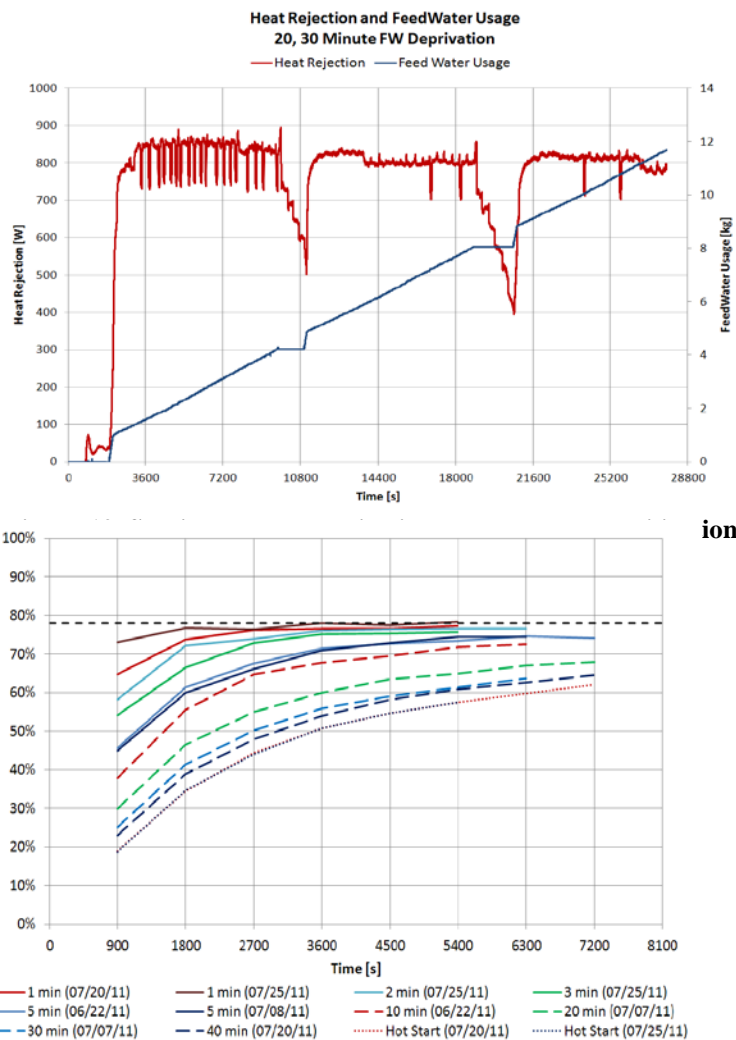 Heat Rejection and FeedWater Usage
20, 30 Minute FW Deprivation
Heat Rejection Feed Water Usage
1000
900
800
700
600
500
400
300
200
100
0
Heat Rejection [W]
14
12
10
8
6
4
2
0
FeedWater Usage [kg]
0 3600 7200 10800 14400 18000 21600 25200 28800
Time [s]
ion
100%
90%
80%
70%
60%
50%
40%
30%
20%
10%
0%
0 900 1800 2700 3600 4500 5400 6300 7200 8100
Time [s]
1 min (07/20/11) 1 min (07/25/11) 2 min (07/25/11) 3 min (07/25/11)
5 min (06/22/11) 5 min (07/08/11) 10 min (06/22/11) 20 min (07/07/11)
30 min (07/07/11) 40 min (07/20/11) Hot Start (07/20/11) Hot Start (07/25/11)